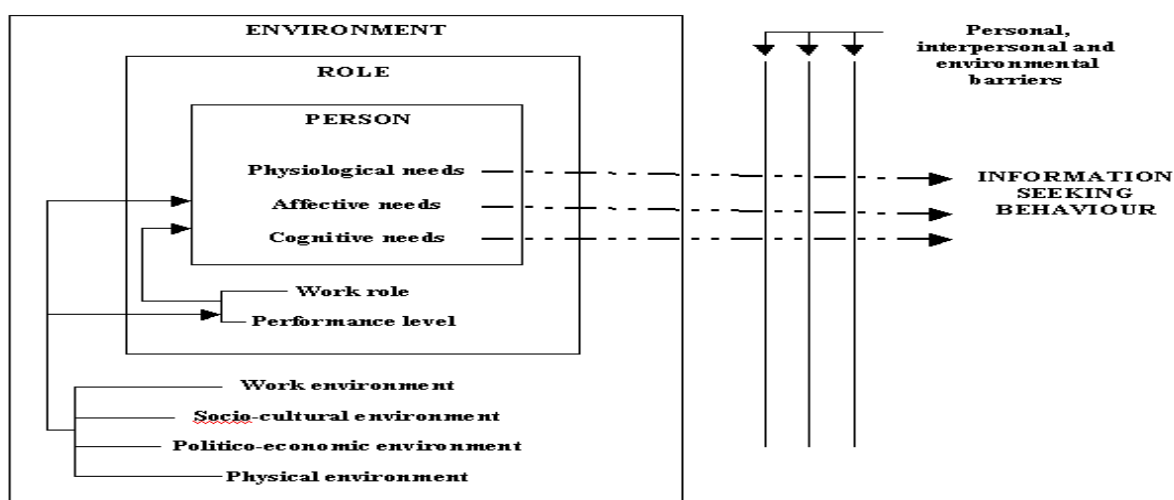 ENVIRONMENT
ROLE
PERSON
Physiological needs
Affective needs
Cognitive needs
Work role
Performance level
Work environment
Socio-cultural environment
Politico-economic environment
Physical environment
Personal,
interpersonal and
environmental
barriers
INFORMATION
SEEKING
BEHAVIOUR